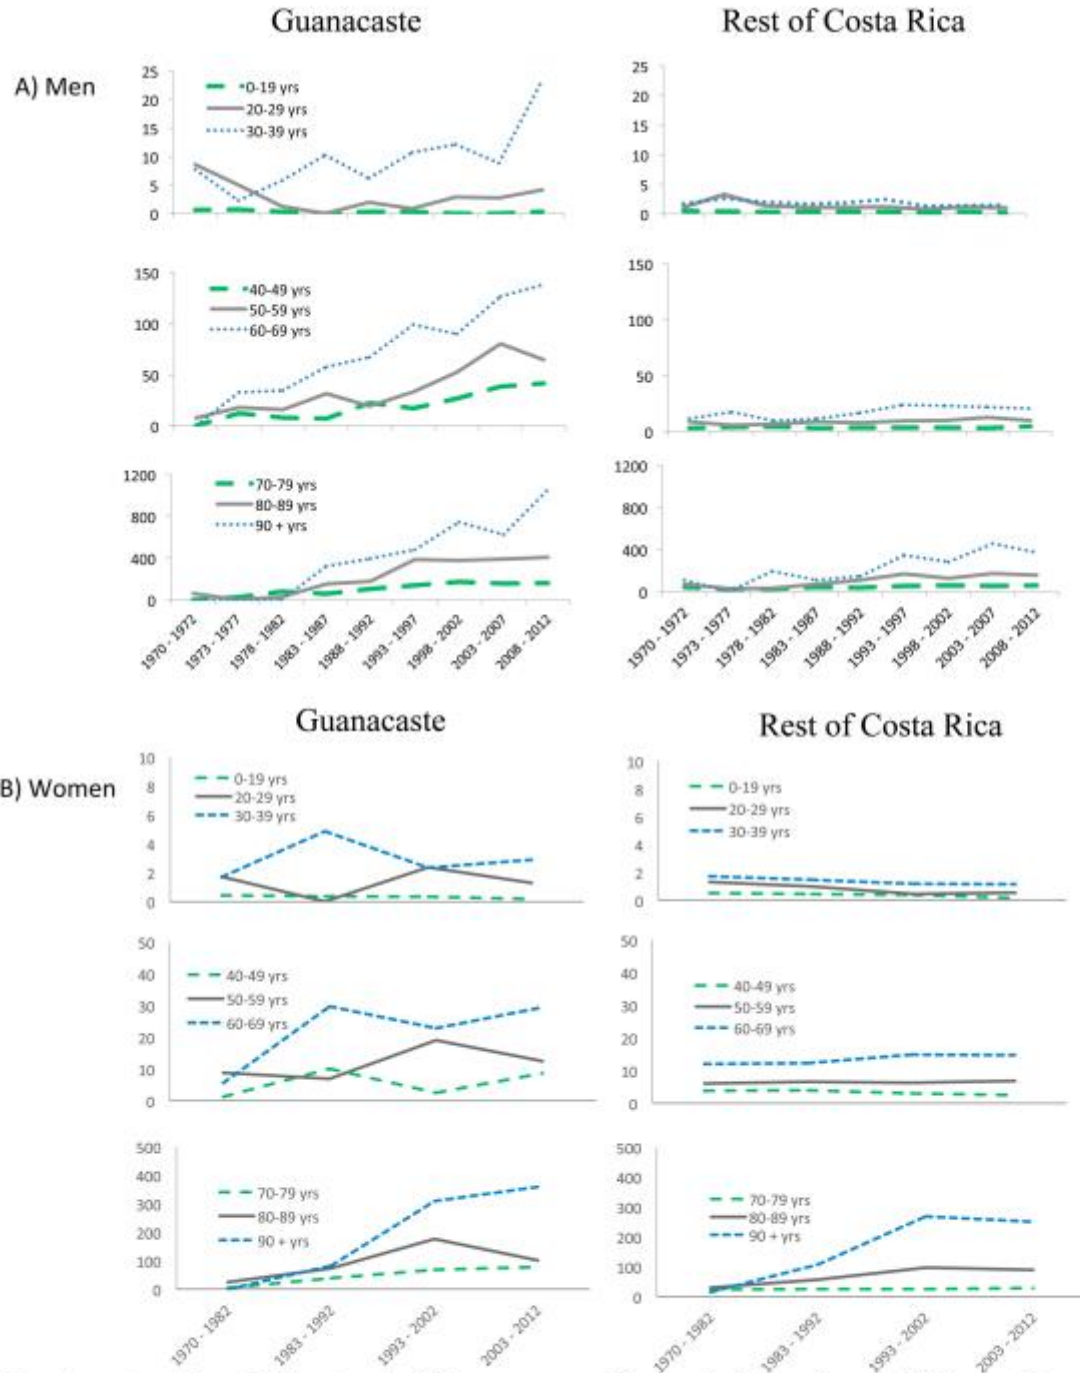 Guanacaste
Rest of Costa Rica
A) Men
25
20
15
10
5
0
0-19 yrs
20-29 yrs
30-39 yrs
25
20
15
10
5
0
150
100
50
0
40-49 yrs
50-59 yrs
60-69 yrs
150
100
50
0
1200
800
400
0
70-79 yrs
80-89 yrs
90 + yrs
1970 - 1972
1973 - 1977
1978 - 1982
1983 - 1987
1988 - 1992
1993 - 1997
1998 - 2002
2003 - 2007
2008 - 2012
1200
800
400
0
1970 - 1972
1973 - 1977
1978 - 1982
1983 - 1987
1988 - 1992
1993 - 1997
1998 - 2002
2003 - 2007
2008 - 2012
Guanacaste
Rest of Costa Rica
B) Women
10
8
6
4
2
0
0-19 yrs
20-29 yrs
30-39 yrs
10
8
6
4
2
0
0-19 yrs
20-29 yrs
30-39 yrs
50
40
30
20
10
0
40-49 yrs
50-59 yrs
60-69 yrs
50
40
30
20
10
0
40-49 yrs
50-59 yrs
60-69 yrs
500
400
300
200
100
0
70-79 yrs
80-89 yrs
90 + yrs
1970 - 1982
1983 - 1992
1993 - 2002
2003 - 2012
500
400
300
200
100
0
70-79 yrs
80-89 yrs
90 + yrs
1970 - 1982
1983 - 1992
1993 - 2002
2003 - 2012